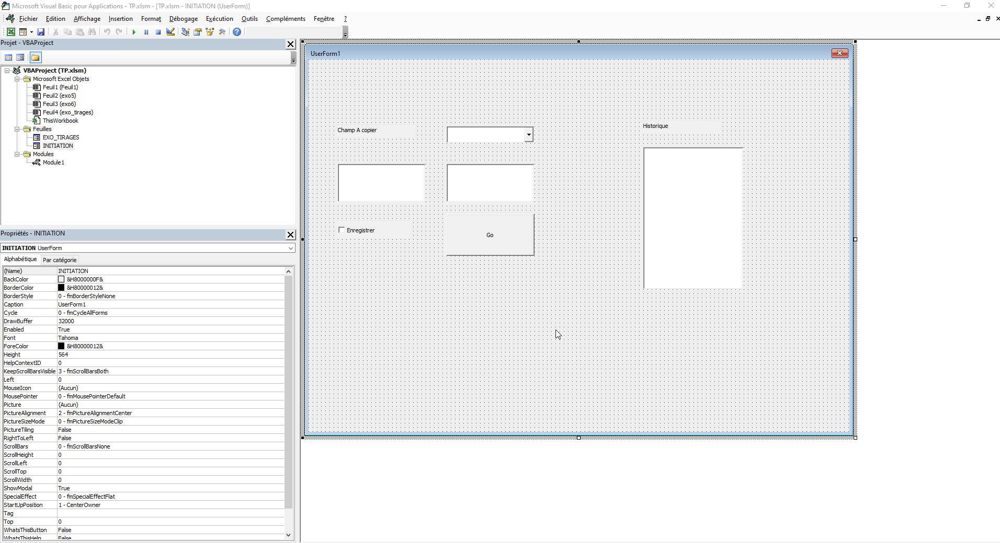 Microsoft Visual Basic pour Applications - TP.xlsm - [TP.xlsm - INITIATION (UserForm)]
Fichier Edition Affichage Insertion Format Débogage Exécution Outils Compléments Fenêtre ?
Projet - VBAProject
VBAProject (TP.xlsm)
Microsoft Excel Objets
Feuil1 (Feuil1)
Feuil2 (exo5)
Feuil3 (exo6)
Feuil4 (exo_tirages)
ThisWorkbook
Feuilles
EXO_TIRAGES
INITIATION
Modules
Module1
Propriétés - INITIATION
INITIATION UserForm
Alphabétique Par catégorie
(Name) INITIATION
BackColor &H8000000F&
BorderColor &H80000012&
BorderStyle 0 - fmBorderStyleNone
Caption UserForm1
Cycle 0 - fmCycleAllForms
DrawBuffer 32000
Enabled True
Font Tahoma
ForeColor &H80000012&
Height 564
HelpContextID 0
KeepScrollBarsVisible 3 - fmScrollBarsBoth
Left 0
MouseIcon (Aucun)
MousePointer 0 - fmMousePointerDefault
Picture (Aucun)
PictureAlignment 2 - fmPictureAlignmentCenter
PictureSizeMode 0 - fmPictureSizeModeClip
PictureTiling False
RightToLeft False
ScrollBars 0 - fmScrollBarsNone
ScrollHeight 0
ScrollLeft 0
ScrollTop 0
ScrollWidth 0
ShowModal True
SpecialEffect 0 - fmSpecialEffectFlat
StartUpPosition 1 - CenterOwner
Tag
Top 0
WhatsThisButton False
WhatsThisHelp False
UserForm1
Champ A copier
Historique
Enregistrer
Go